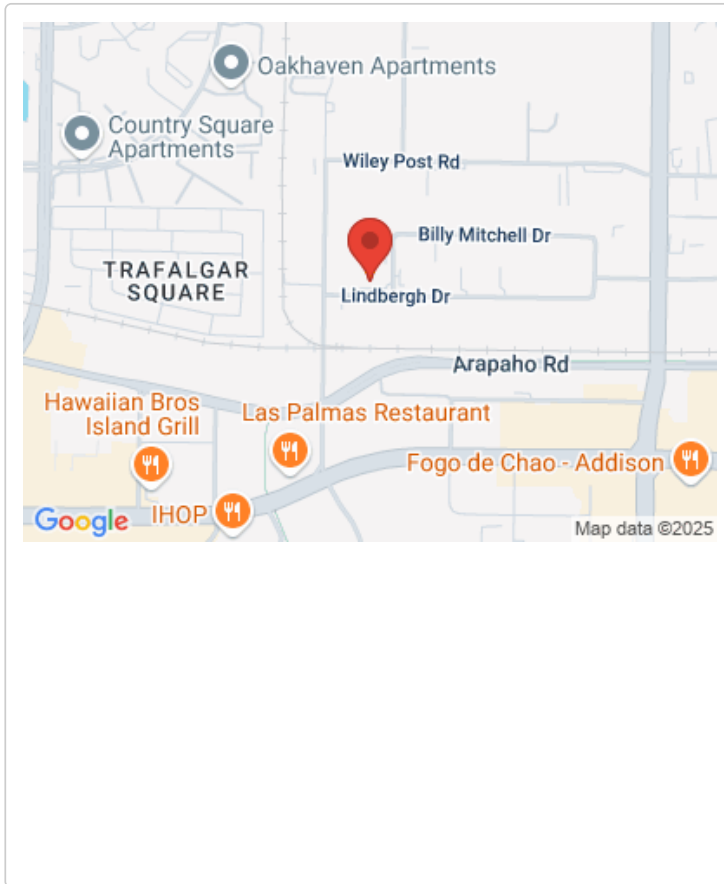 Oakhaven Apartments
Country Square
Apartments
Wiley Post Rd
Billy Mitchell Dr
TRAFALGAR
SQUARE
Lindbergh Dr
Arapaho Rd
Hawaiian Bros
Island Grill
Las Palmas Restaurant
Fogo de Chao - Addison
IHOP
Google
Map data ©2025